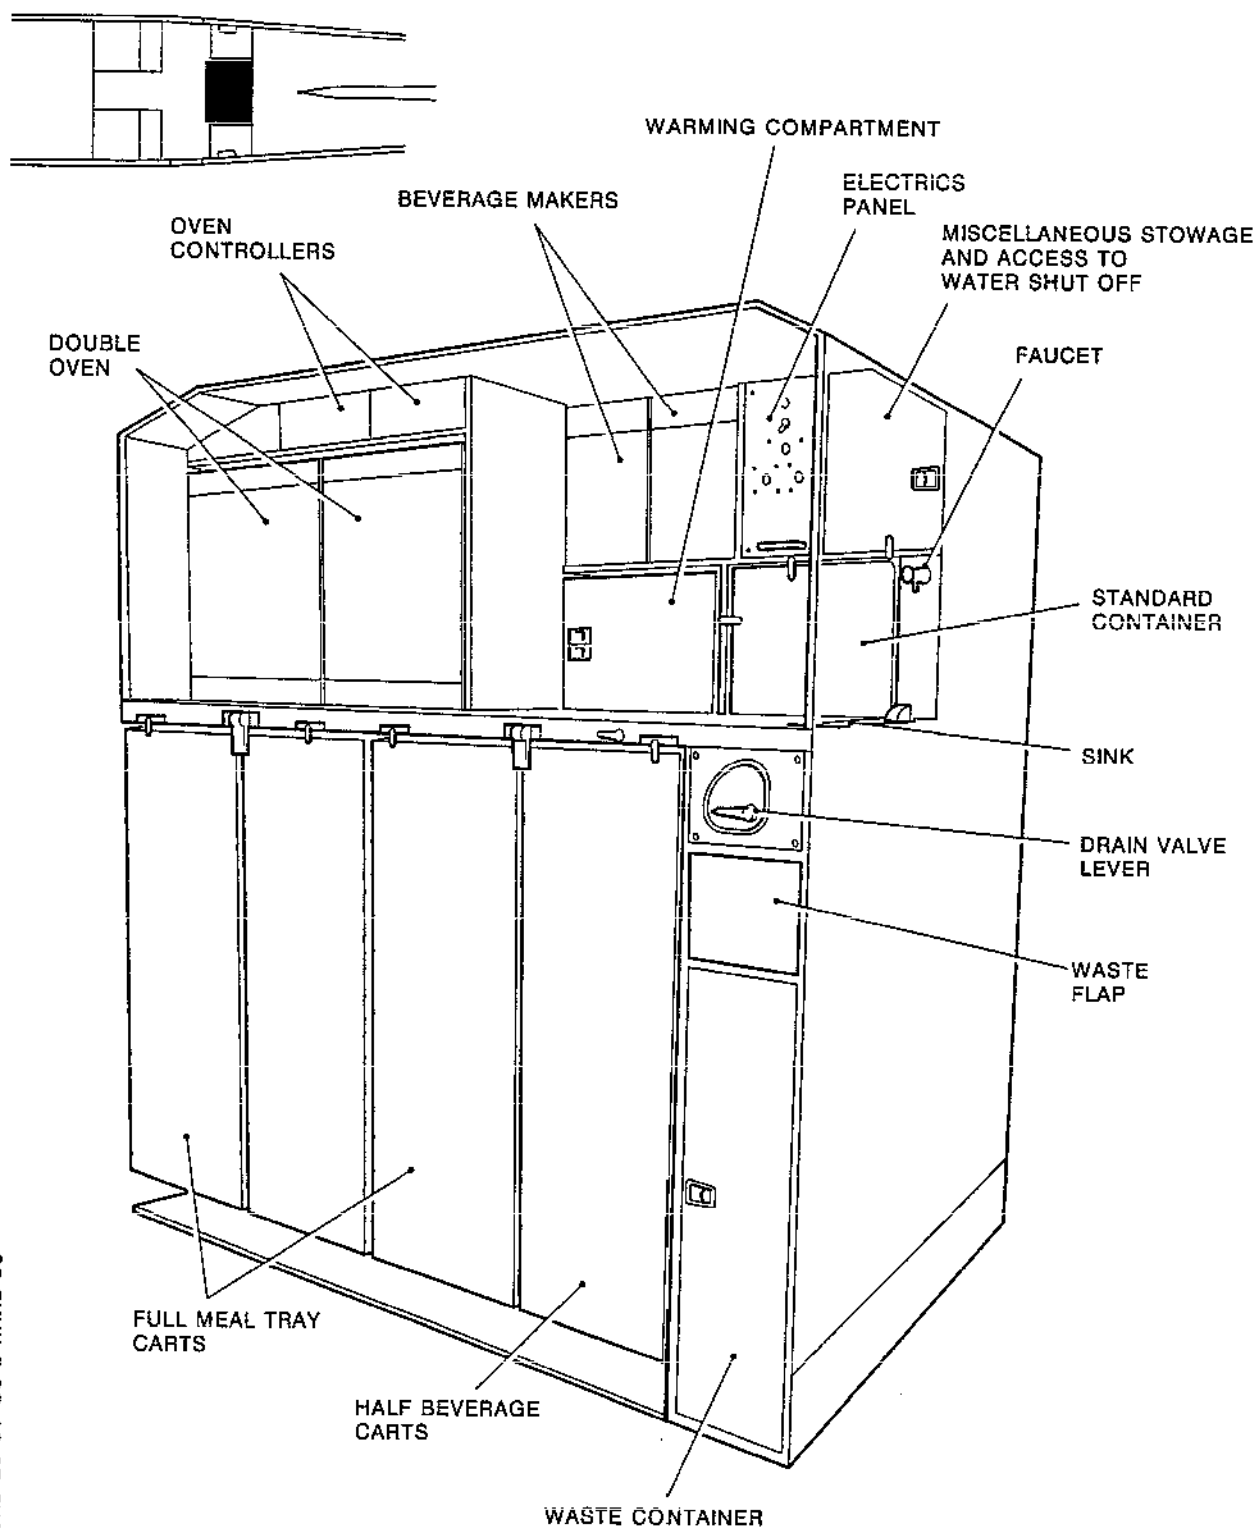 WARMING COMPARTMENT
ELECTRICS
PANEL
BEVERAGE MAKERS
OVEN
CONTROLLERS
MISCELLANEOUS STOWAGE
AND ACCESS TO
WATER SHUT OFF
DOUBLE
OVEN
FAUCET
STANDARD
CONTAINER
SINK
DRAIN VALVE
LEVER
WASTE
FLAP
FULL MEAL TRAY
CARTS
HALF BEVERAGE
CARTS
WASTE CONTAINER